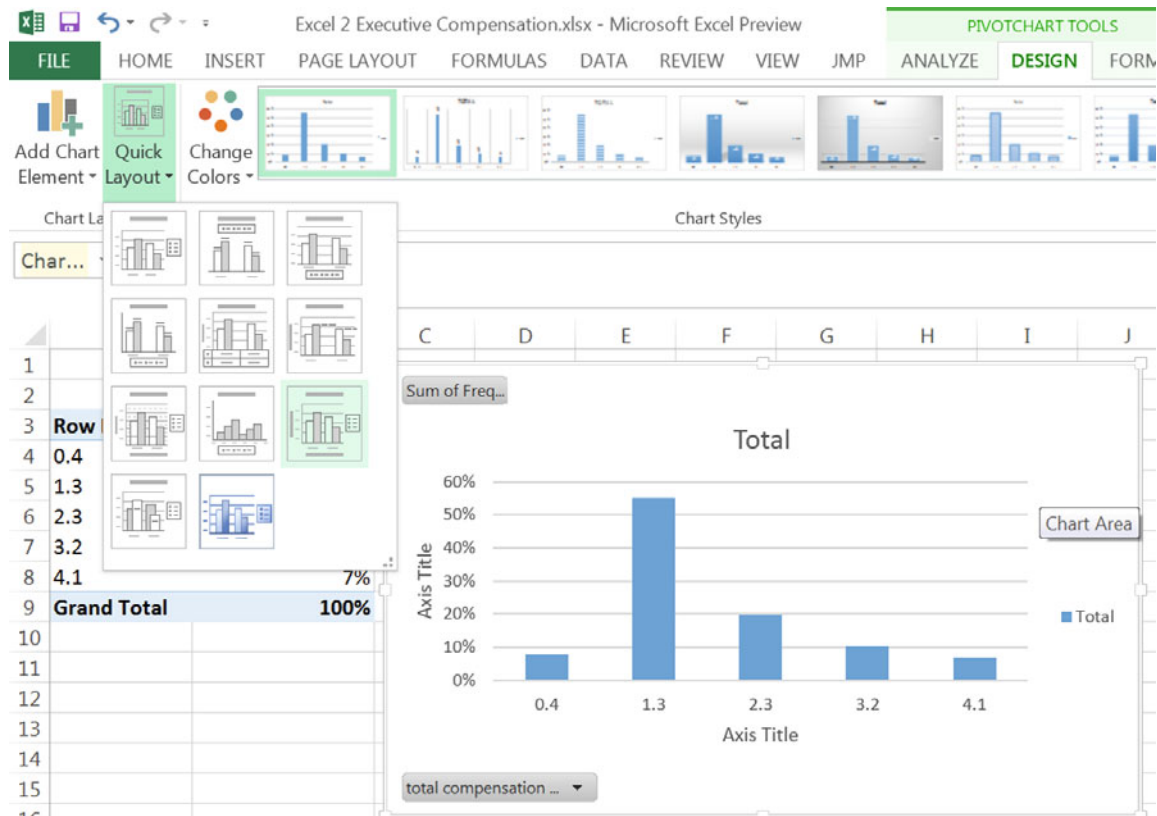 Excel 2 Executive Compensation.xlsx - Microsoft Excel Preview
PIVOTCHART TOOLS
FILE HOME INSERT PAGE LAYOUT FORMULAS DATA REVIEW VIEW JMP ANALYZE DESIGN FORM
Add Chart Element
Quick Layout
Change Colors
Chart La
Chart Styles
Char...
C D E F G H I J
1
2
3 Row
4 0.4
5 1.3
6 2.3
7 3.2
8 4.1 7%
9 Grand Total 100%
10
11
12
13
14
15
Sum of Freq...
Total
60%
50%
40%
30%
20%
10%
0%
Axis Title
0.4 1.3 2.3 3.2 4.1
Axis Title
Chart Area
Total
total compensation ...